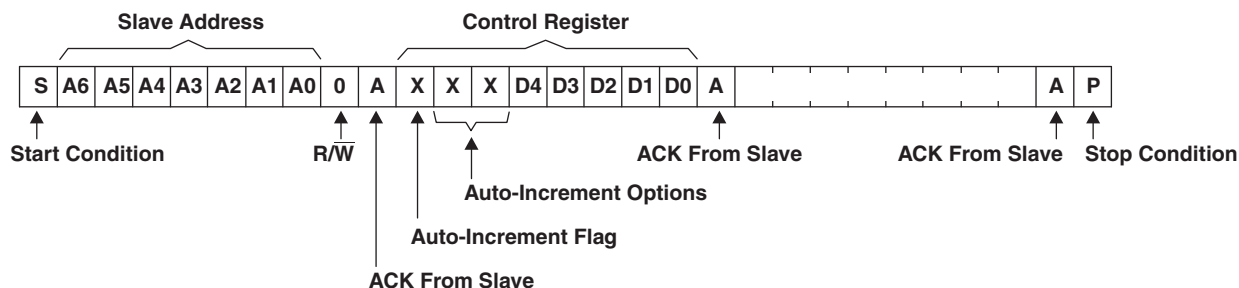 Slave Address Control Register
S A6 A5 A4 A3 A2 A1 A0 0 A X X X D4 D3 D2 D1 D0 A A P
Start Condition R/W̅ ACK From Slave ACK From Slave Stop Condition
Auto-Increment Options
Auto-Increment Flag
ACK From Slave